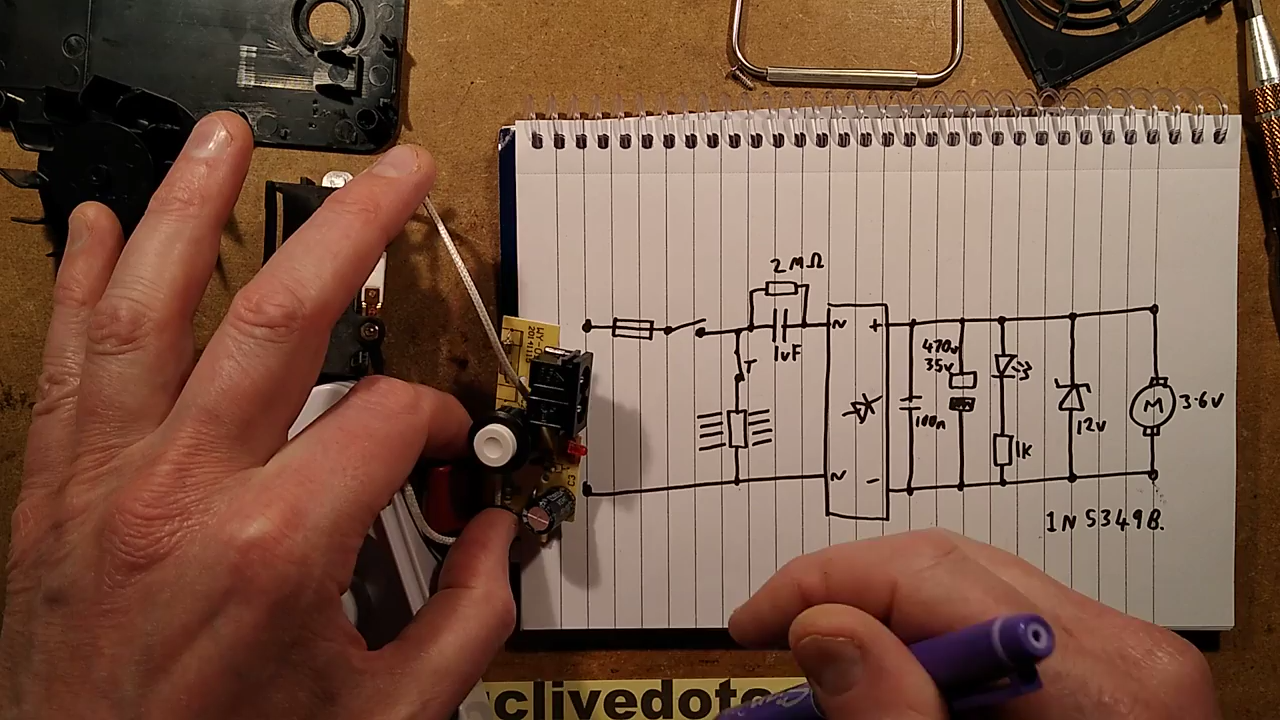 2MΩ
1uF
~
+
~
-
T
100n
470u
35v
1K
12v
M
3.6v
1N5349B.
clivedot